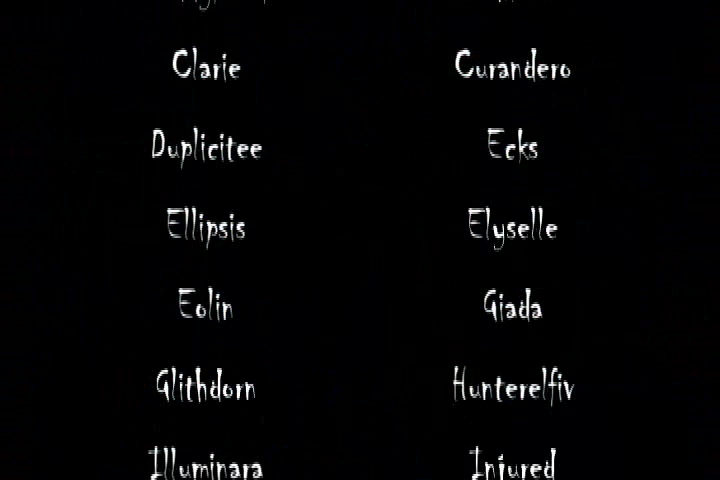 Clarie Curandero
Duplicitee Ecks
Ellipsis Elyselle
Eolin Giada
Glithdorn Hunterelfiv
Illuminara Injured